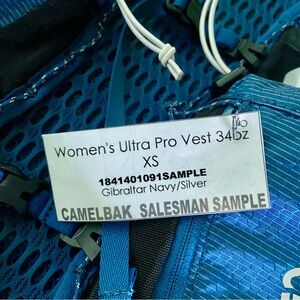 Women's Ultra Pro Vest 34oz
XS
1841401091SAMPLE
Gibraltar Navy/Silver
CAMELBAK SALESMAN SAMPLE